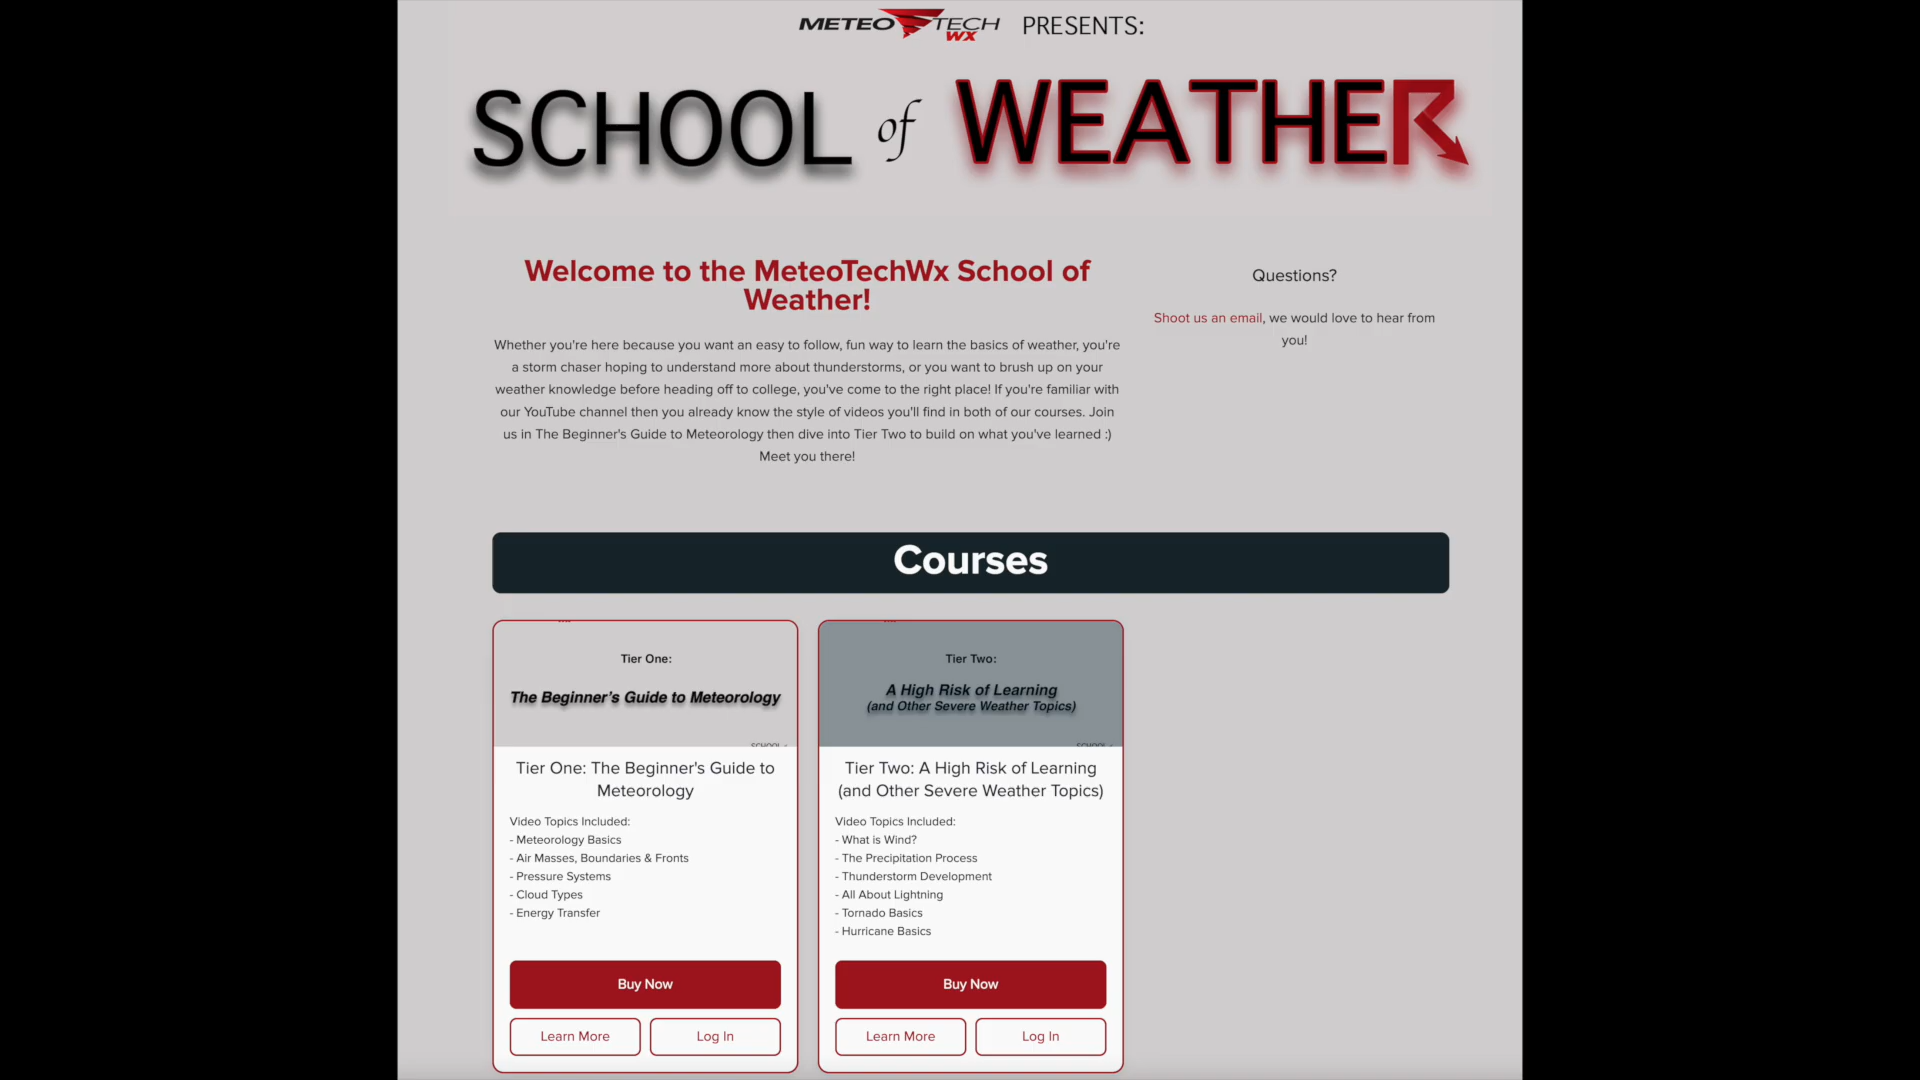 METEO TECH WX PRESENTS:
SCHOOL of WEATHER
Welcome to the MeteoTechWx School of
Weather!
Whether you're here because you want an easy to follow, fun way to learn the basics of weather, you're
a storm chaser hoping to understand more about thunderstorms, or you want to brush up on your
weather knowledge before heading off to college, you've come to the right place! If you're familiar with
our YouTube channel then you already know the style of videos you'll find in both of our courses. Join
us in The Beginner's Guide to Meteorology then dive into Tier Two to build on what you've learned :)
Meet you there!
Questions?
Shoot us an email, we would love to hear from
you!
Courses
Tier One:
The Beginner's Guide to Meteorology
Tier One: The Beginner's Guide to
Meteorology
Video Topics Included:
- Meteorology Basics
- Air Masses, Boundaries & Fronts
- Pressure Systems
- Cloud Types
- Energy Transfer
Buy Now
Learn More
Log In
Tier Two:
A High Risk of Learning
(and Other Severe Weather Topics)
Tier Two: A High Risk of Learning
(and Other Severe Weather Topics)
Video Topics Included:
- What is Wind?
- The Precipitation Process
- Thunderstorm Development
- All About Lightning
- Tornado Basics
- Hurricane Basics
Buy Now
Learn More
Log In